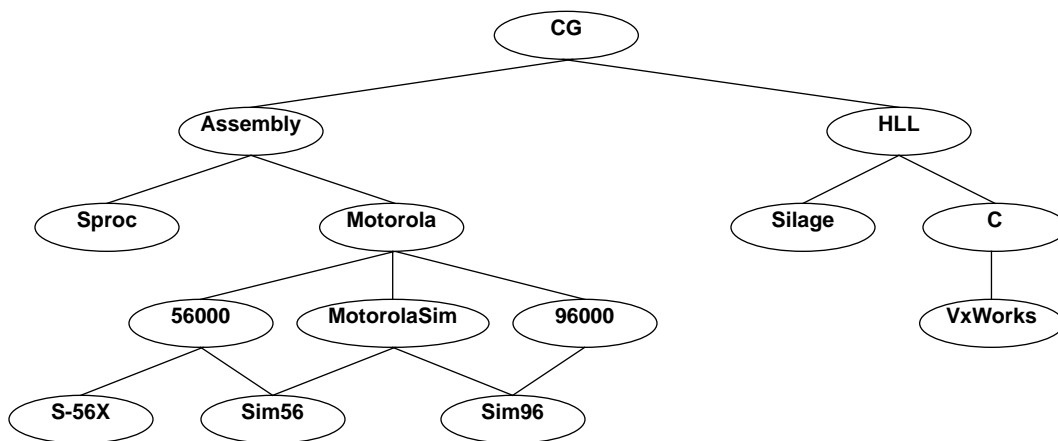 CG
Assembly
HLL
Sproc
Motorola
Silage
C
56000
MotorolaSim
96000
VxWorks
S-56X
Sim56
Sim96